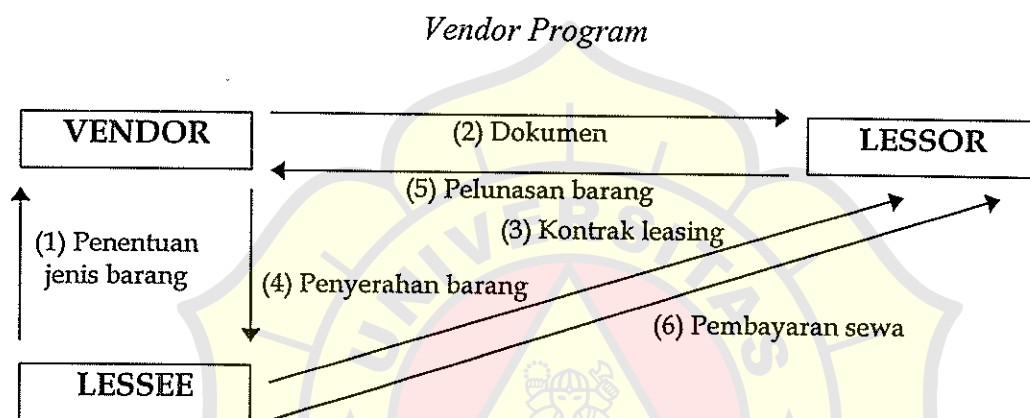 Vendor Program
VENDOR
(2) Dokumen
LESSOR
(5) Pelunasan barang
(3) Kontrak leasing
(1) Penentuan
jenis barang
(4) Penyerahan barang
(6) Pembayaran sewa
LESSEE
UNIVERSITAS